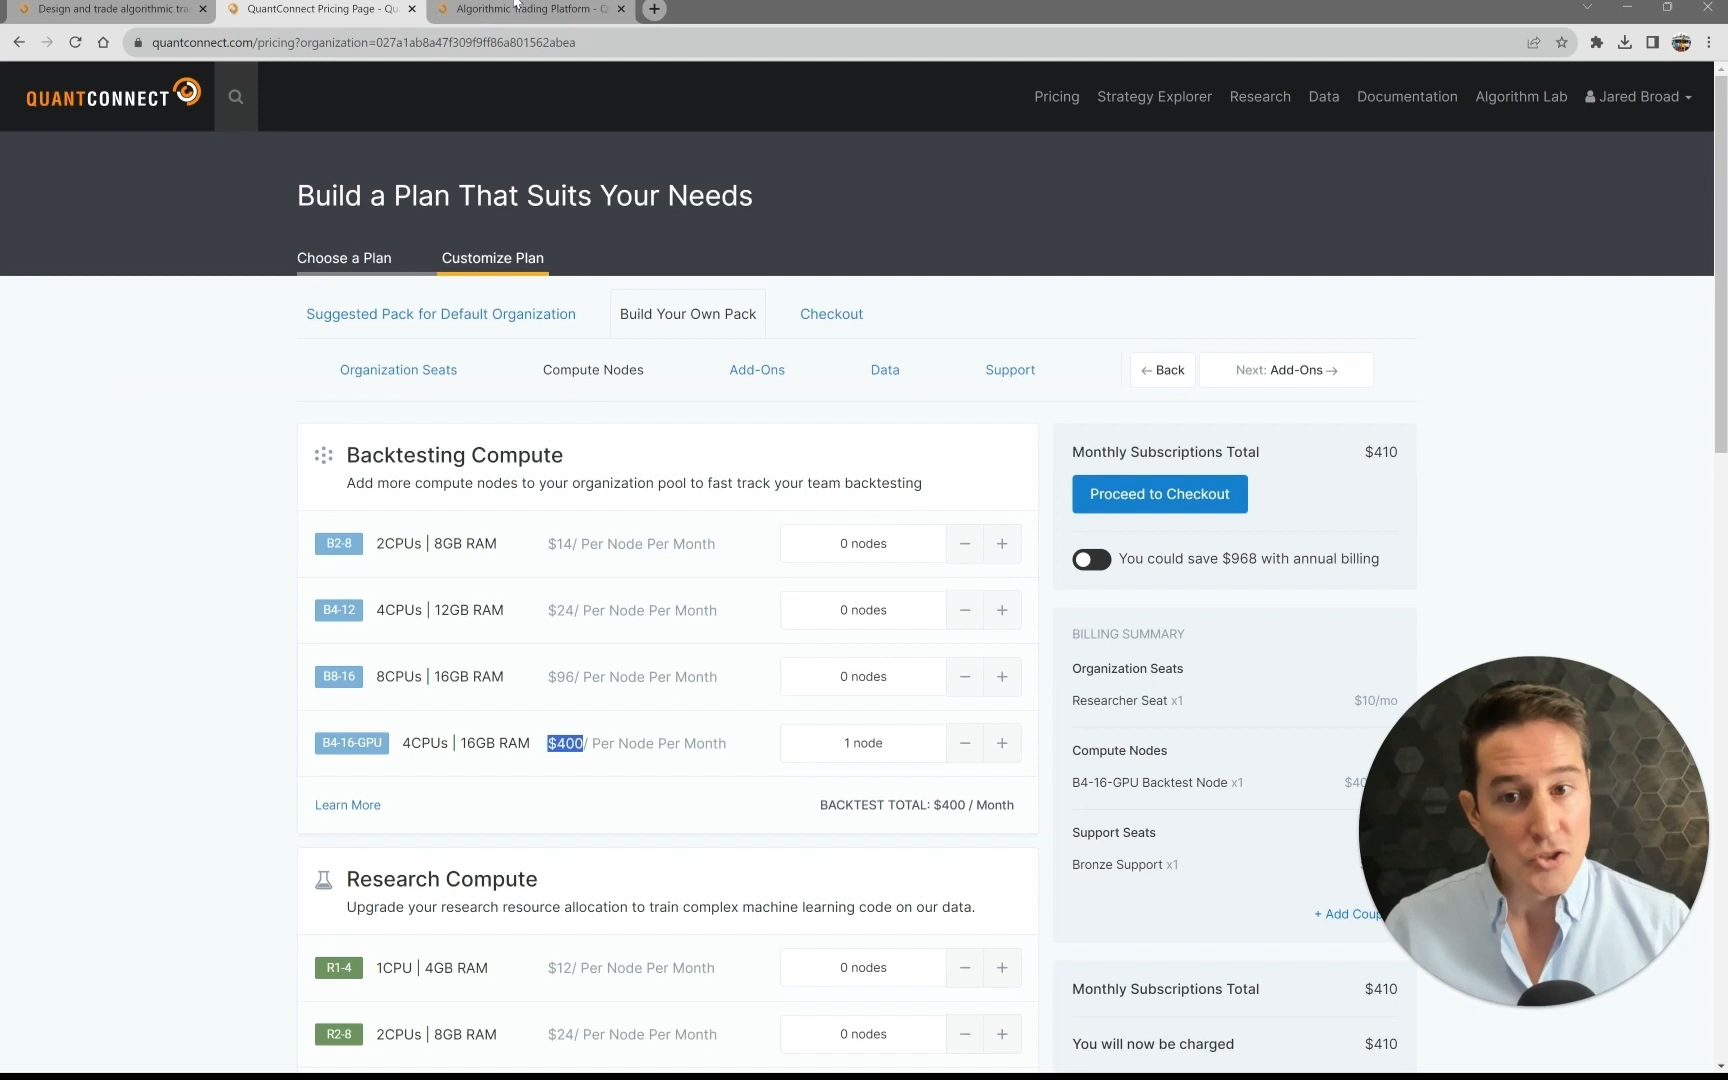 Design and trade algorithmic tra
QuantConnect Pricing Page - Qu
Algorithmic Trading Platform - Q
quantconnect.com/pricing?organization=027a1ab8a47f309f9ff86a801562abea
QUANTCONNECT
Pricing
Strategy Explorer
Research
Data
Documentation
Algorithm Lab
Jared Broad
Build a Plan That Suits Your Needs
Choose a Plan
Customize Plan
Suggested Pack for Default Organization
Build Your Own Pack
Checkout
Organization Seats
Compute Nodes
Add-Ons
Data
Support
← Back
Next: Add-Ons →
Backtesting Compute
Add more compute nodes to your organization pool to fast track your team backtesting
B2-8 2CPUs | 8GB RAM $14/ Per Node Per Month 0 nodes − +
B4-12 4CPUs | 12GB RAM $24/ Per Node Per Month 0 nodes − +
B8-16 8CPUs | 16GB RAM $96/ Per Node Per Month 0 nodes − +
B4-16-GPU 4CPUs | 16GB RAM $400/ Per Node Per Month 1 node − +
Learn More
BACKTEST TOTAL: $400 / Month
Research Compute
Upgrade your research resource allocation to train complex machine learning code on our data.
R1-4 1CPU | 4GB RAM $12/ Per Node Per Month 0 nodes − +
R2-8 2CPUs | 8GB RAM $24/ Per Node Per Month 0 nodes − +
Monthly Subscriptions Total $410
Proceed to Checkout
You could save $968 with annual billing
BILLING SUMMARY
Organization Seats
Researcher Seat x1 $10/mo
Compute Nodes
B4-16-GPU Backtest Node x1 $40
Support Seats
Bronze Support x1
+ Add Coup
Monthly Subscriptions Total $410
You will now be charged $410